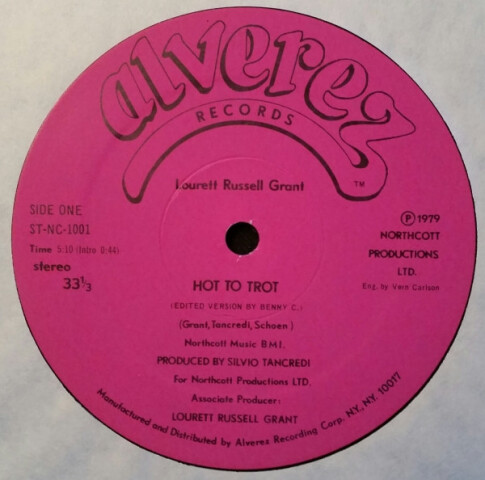 alverez
RECORDS
TM
Lourett Russell Grant
SIDE ONE
ST-NC-1001
Time 5:10 (Intro 0:44)
stereo
33⅓
Ⓟ 1979
NORTHCOTT
PRODUCTIONS
LTD.
Eng. by Vern Carlson
HOT TO TROT
(EDITED VERSION BY BENNY C.)
(Grant, Tancredi, Schoen)
Northcott Music B.M.I.
PRODUCED BY SILVIO TANCREDI
For Northcott Productions LTD.
Associate Producer:
LOURETT RUSSELL GRANT
Manufactured and Distributed by Alverez Recording Corp. NY., NY. 10017